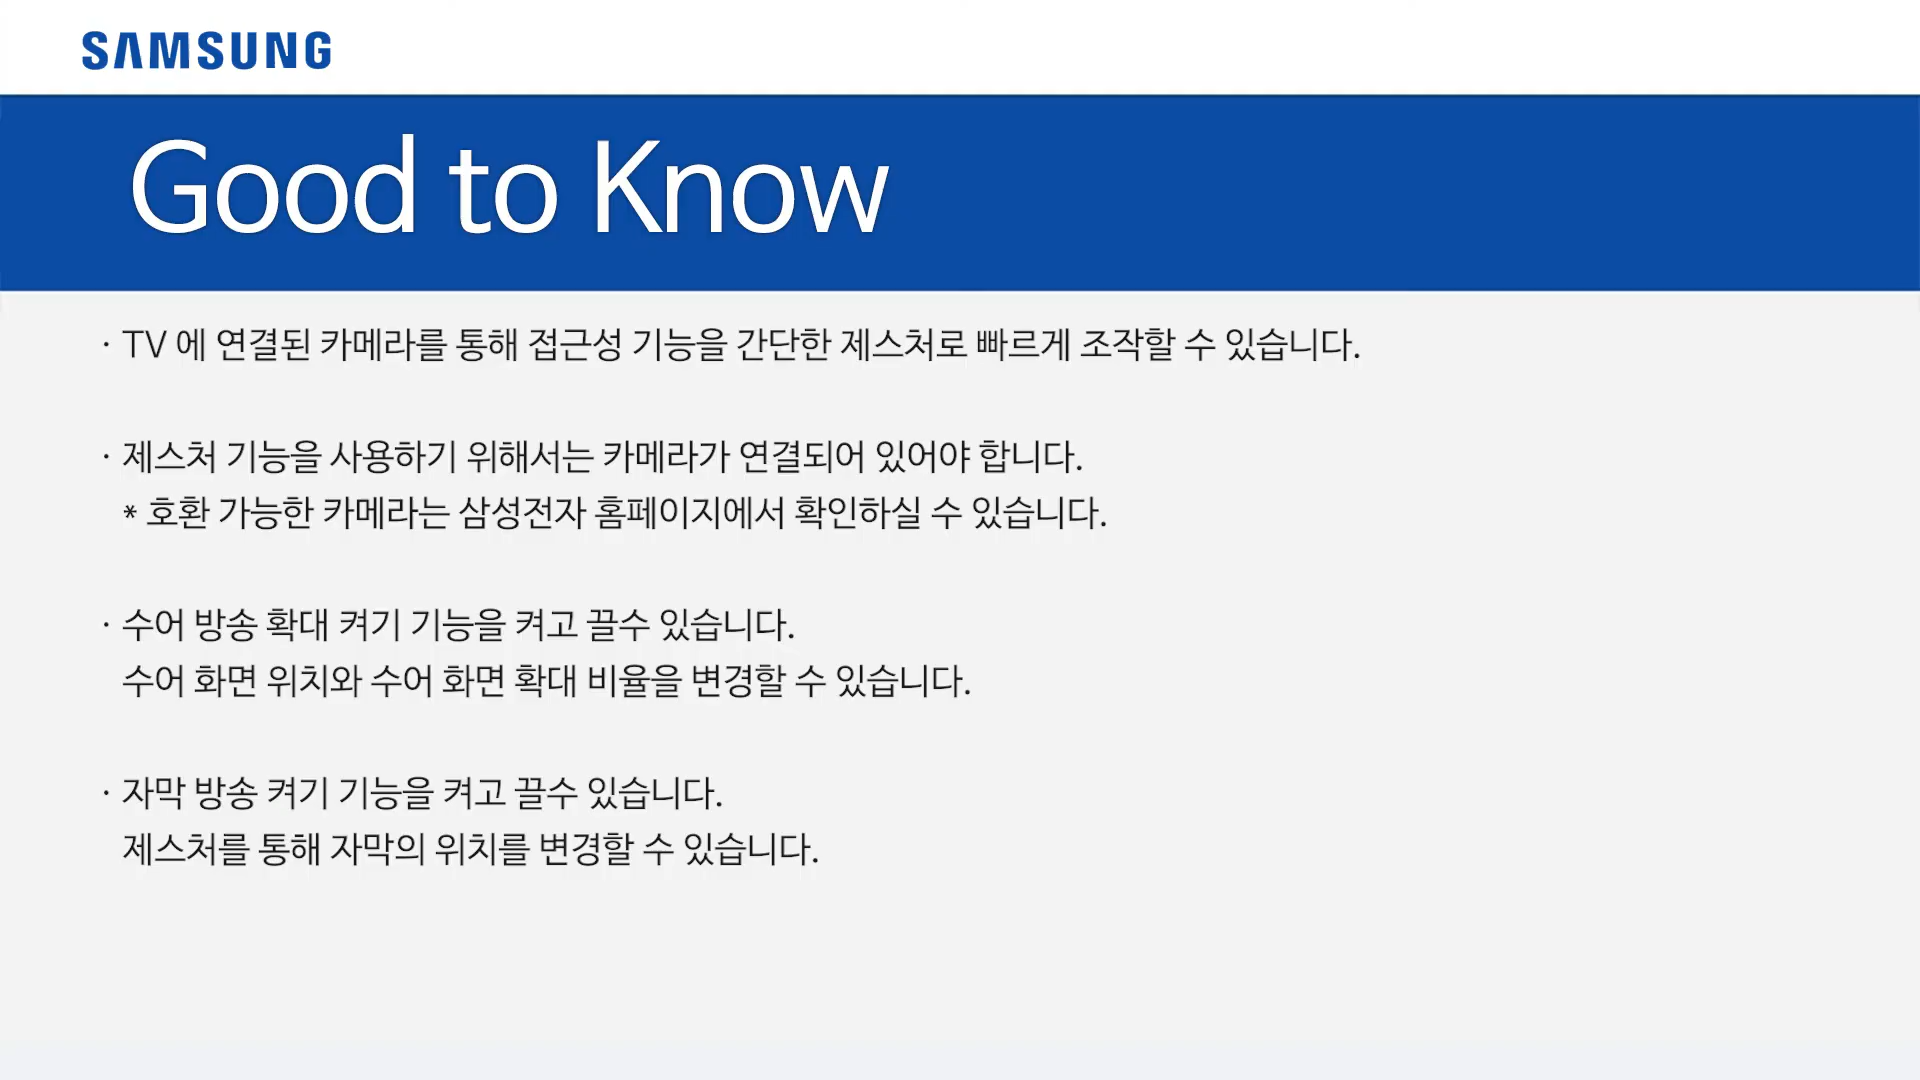 SAMSUNG
Good to Know
· TV 에 연결된 카메라를 통해 접근성 기능을 간단한 제스처로 빠르게 조작할 수 있습니다.
· 제스처 기능을 사용하기 위해서는 카메라가 연결되어 있어야 합니다.
* 호환 가능한 카메라는 삼성전자 홈페이지에서 확인하실 수 있습니다.
· 수어 방송 확대 켜기 기능을 켜고 끌수 있습니다.
수어 화면 위치와 수어 화면 확대 비율을 변경할 수 있습니다.
· 자막 방송 켜기 기능을 켜고 끌수 있습니다.
제스처를 통해 자막의 위치를 변경할 수 있습니다.